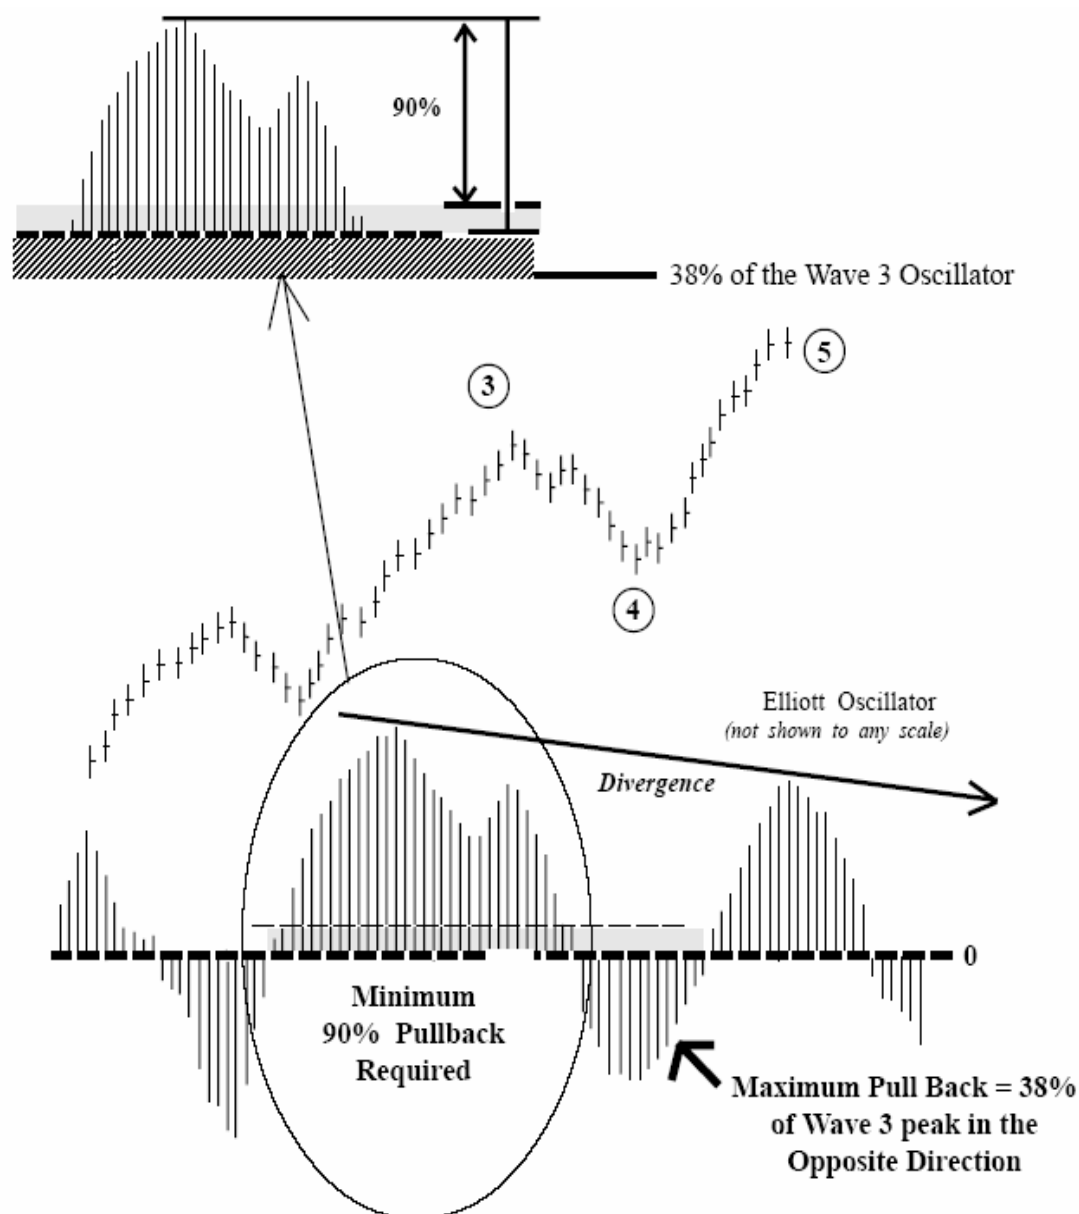 90%
38% of the Wave 3 Oscillator
3
5
4
Elliott Oscillator
(not shown to any scale)
Divergence
0
Minimum
90% Pullback
Required
Maximum Pull Back = 38%
of Wave 3 peak in the
Opposite Direction